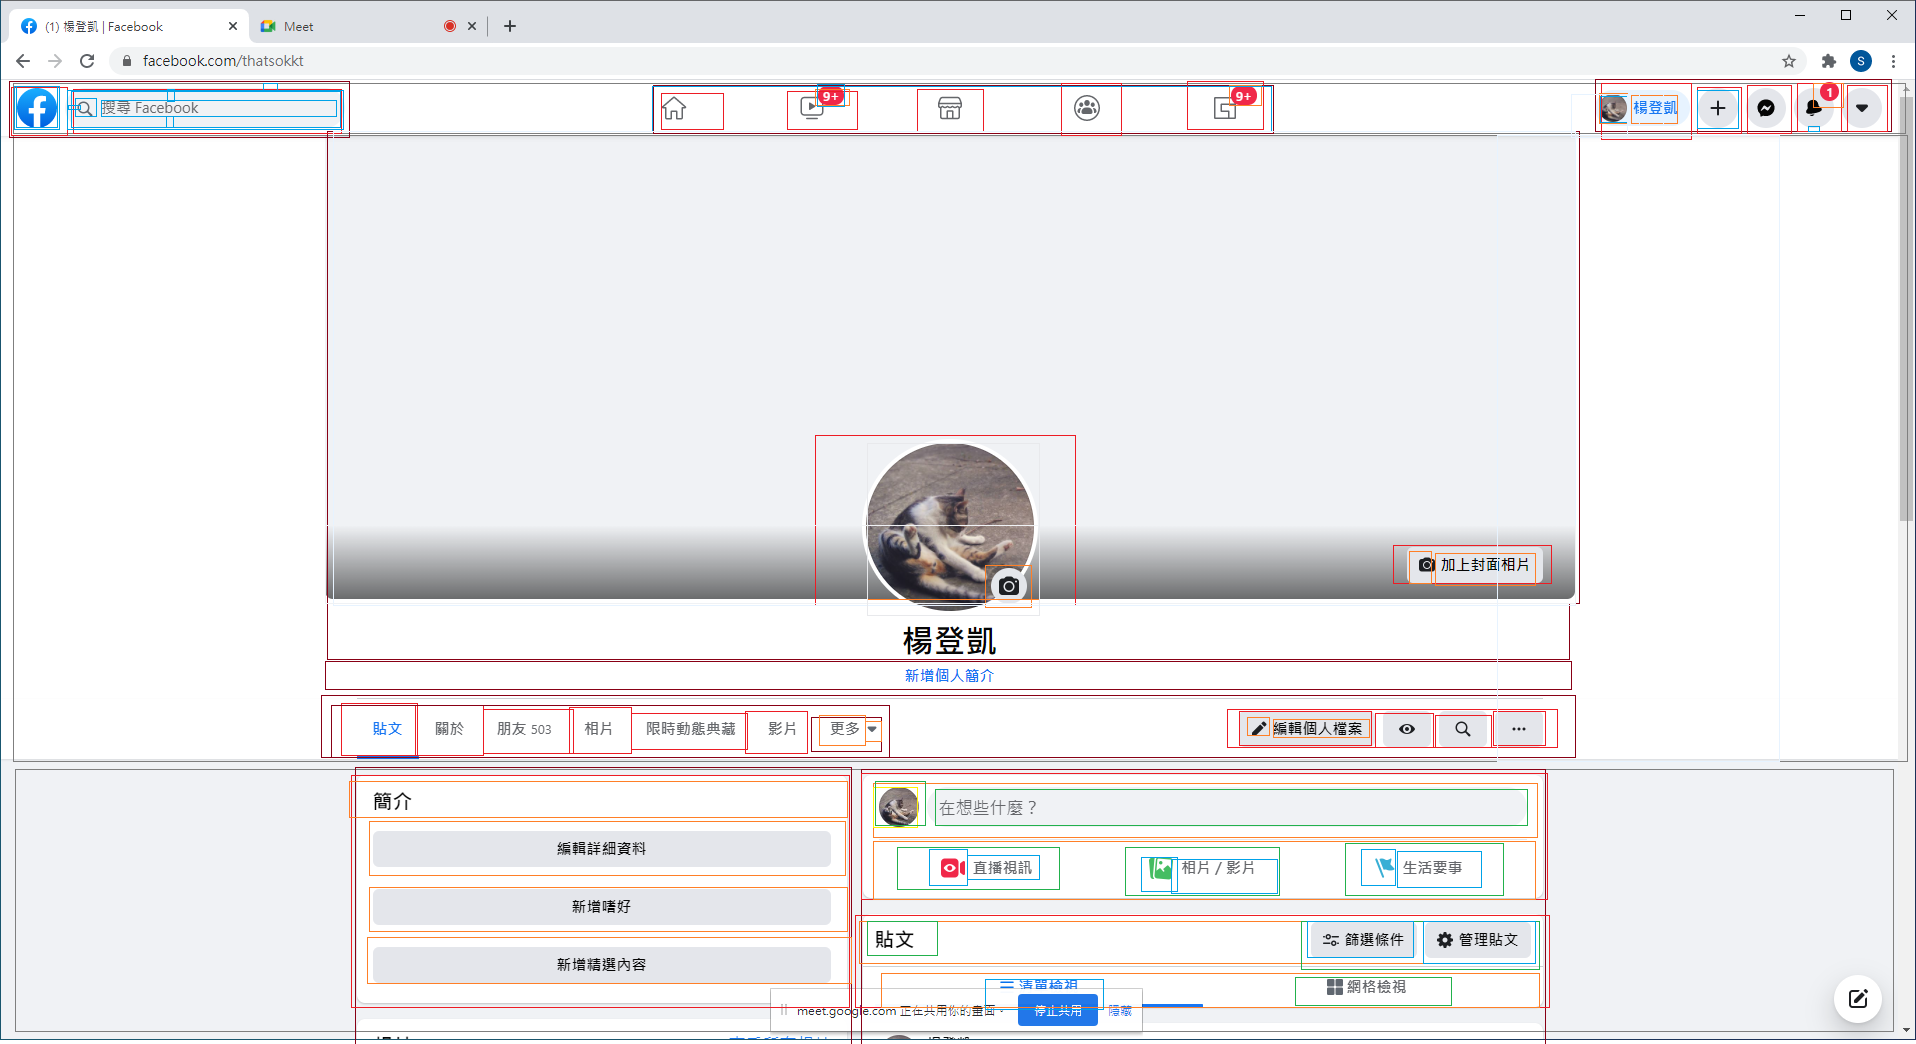 (1) 楊登凱 | Facebook
Meet
facebook.com/thatsokkt
S
搜尋 Facebook
9+
9+
楊登凱
1
加上封面相片
楊登凱
新增個人簡介
貼文
關於
朋友 503
相片
限時動態典藏
影片
更多
編輯個人檔案
簡介
編輯詳細資料
新增嗜好
新增精選內容
在想些什麼？
直播視訊
相片 / 影片
生活要事
貼文
篩選條件
管理貼文
清單檢視
網格檢視
meet.google.com 正在共用你的畫面。
停止共用
隱藏